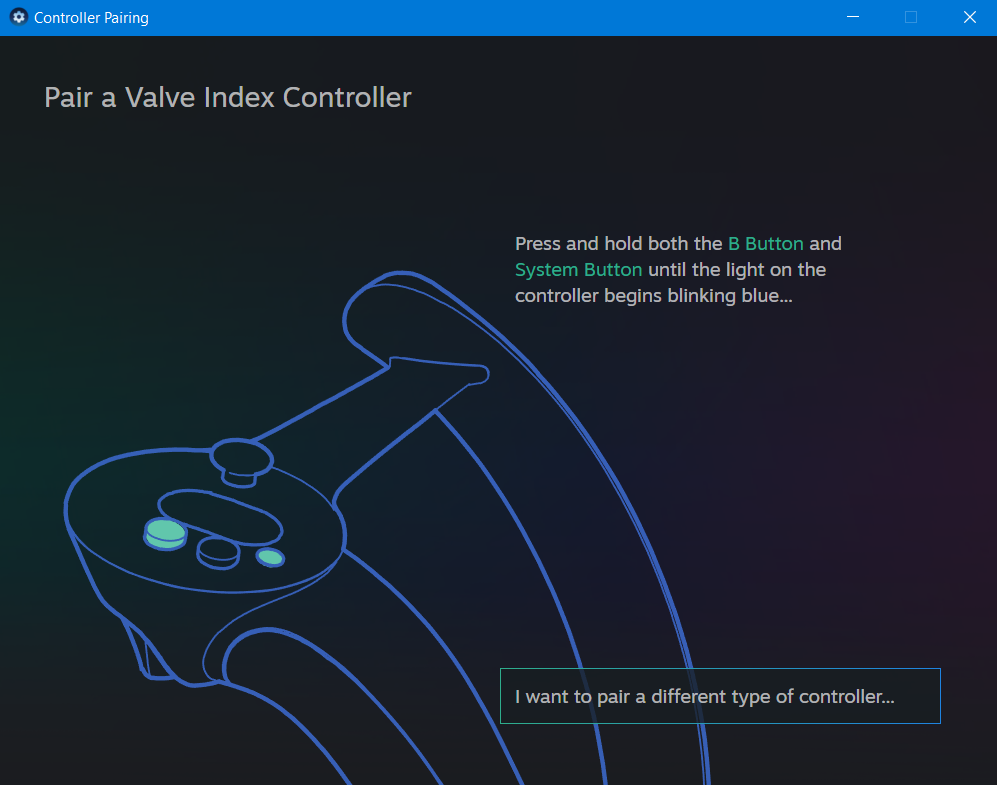 Controller Pairing
Pair a Valve Index Controller
Press and hold both the B Button and
System Button until the light on the
controller begins blinking blue...
I want to pair a different type of controller...